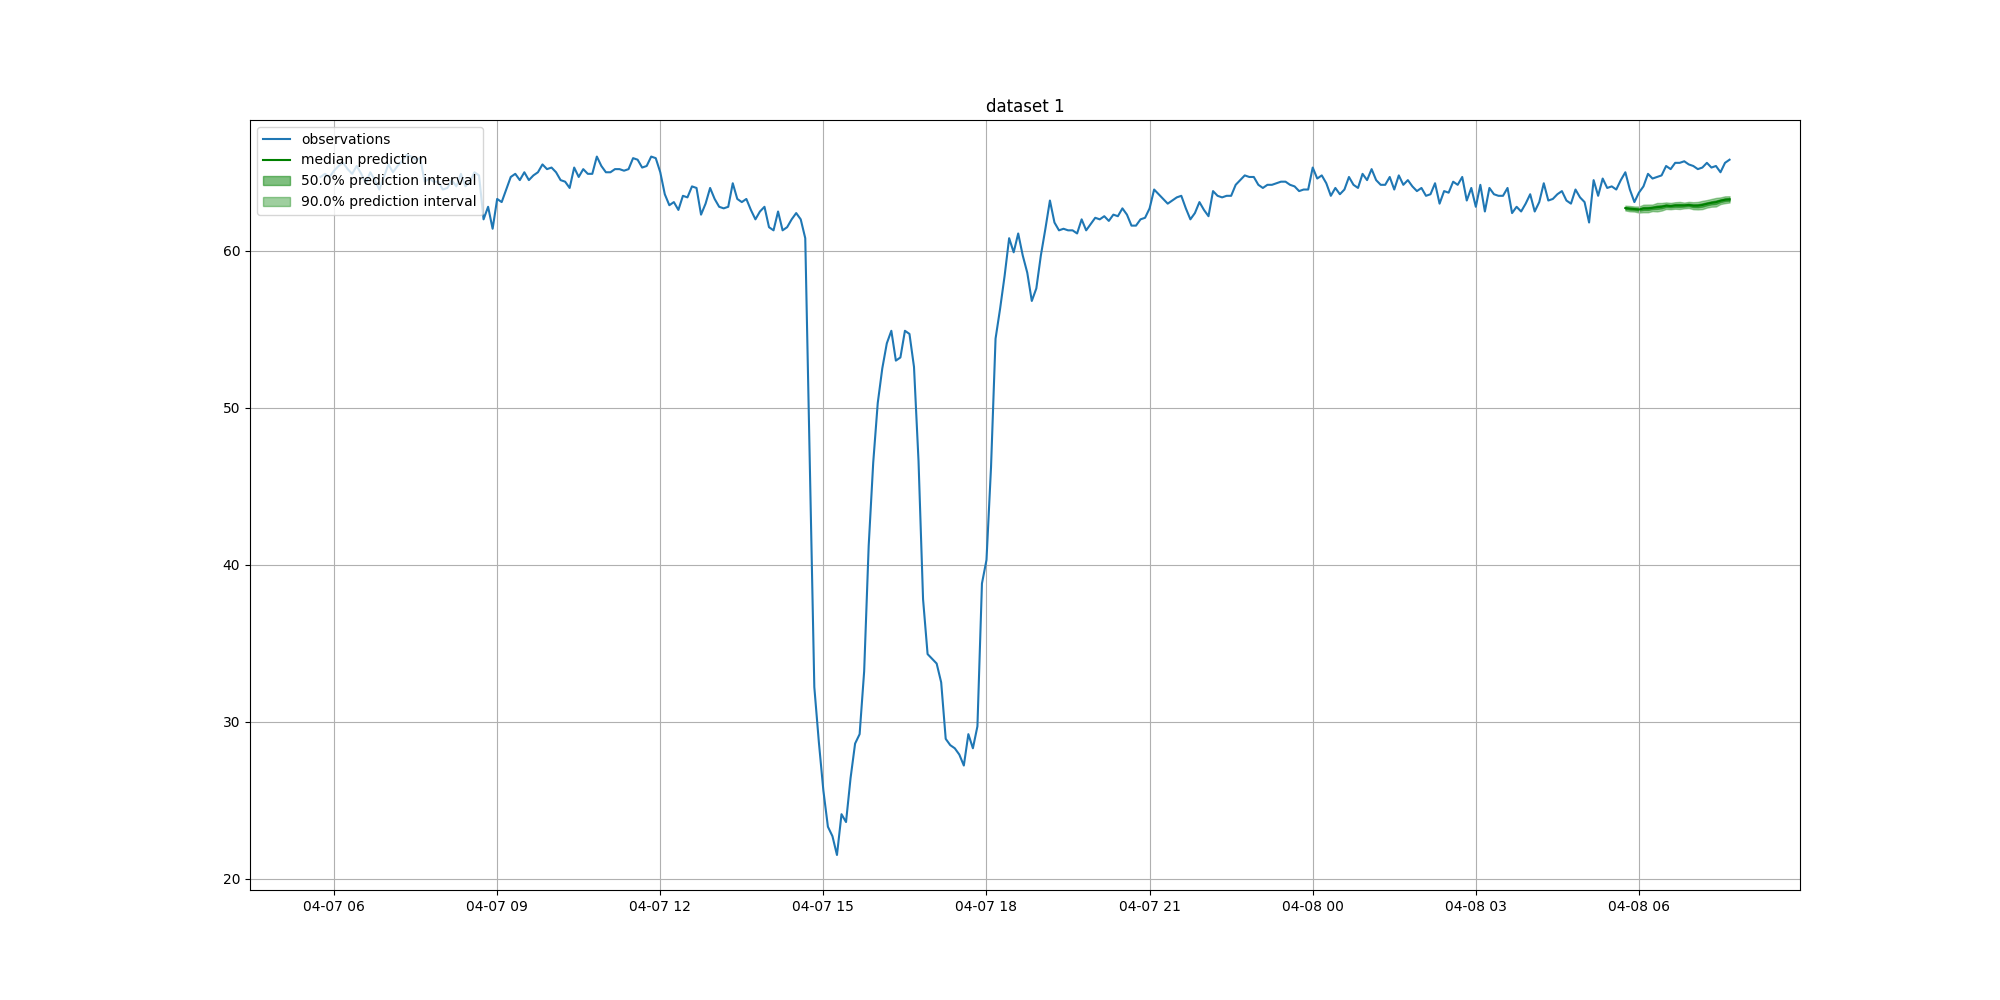 dataset 1
observations
median prediction
50.0% prediction interval
90.0% prediction interval
60
50
40
30
20
04-07 06
04-07 09
04-07 12
04-07 15
04-07 18
04-07 21
04-08 00
04-08 03
04-08 06